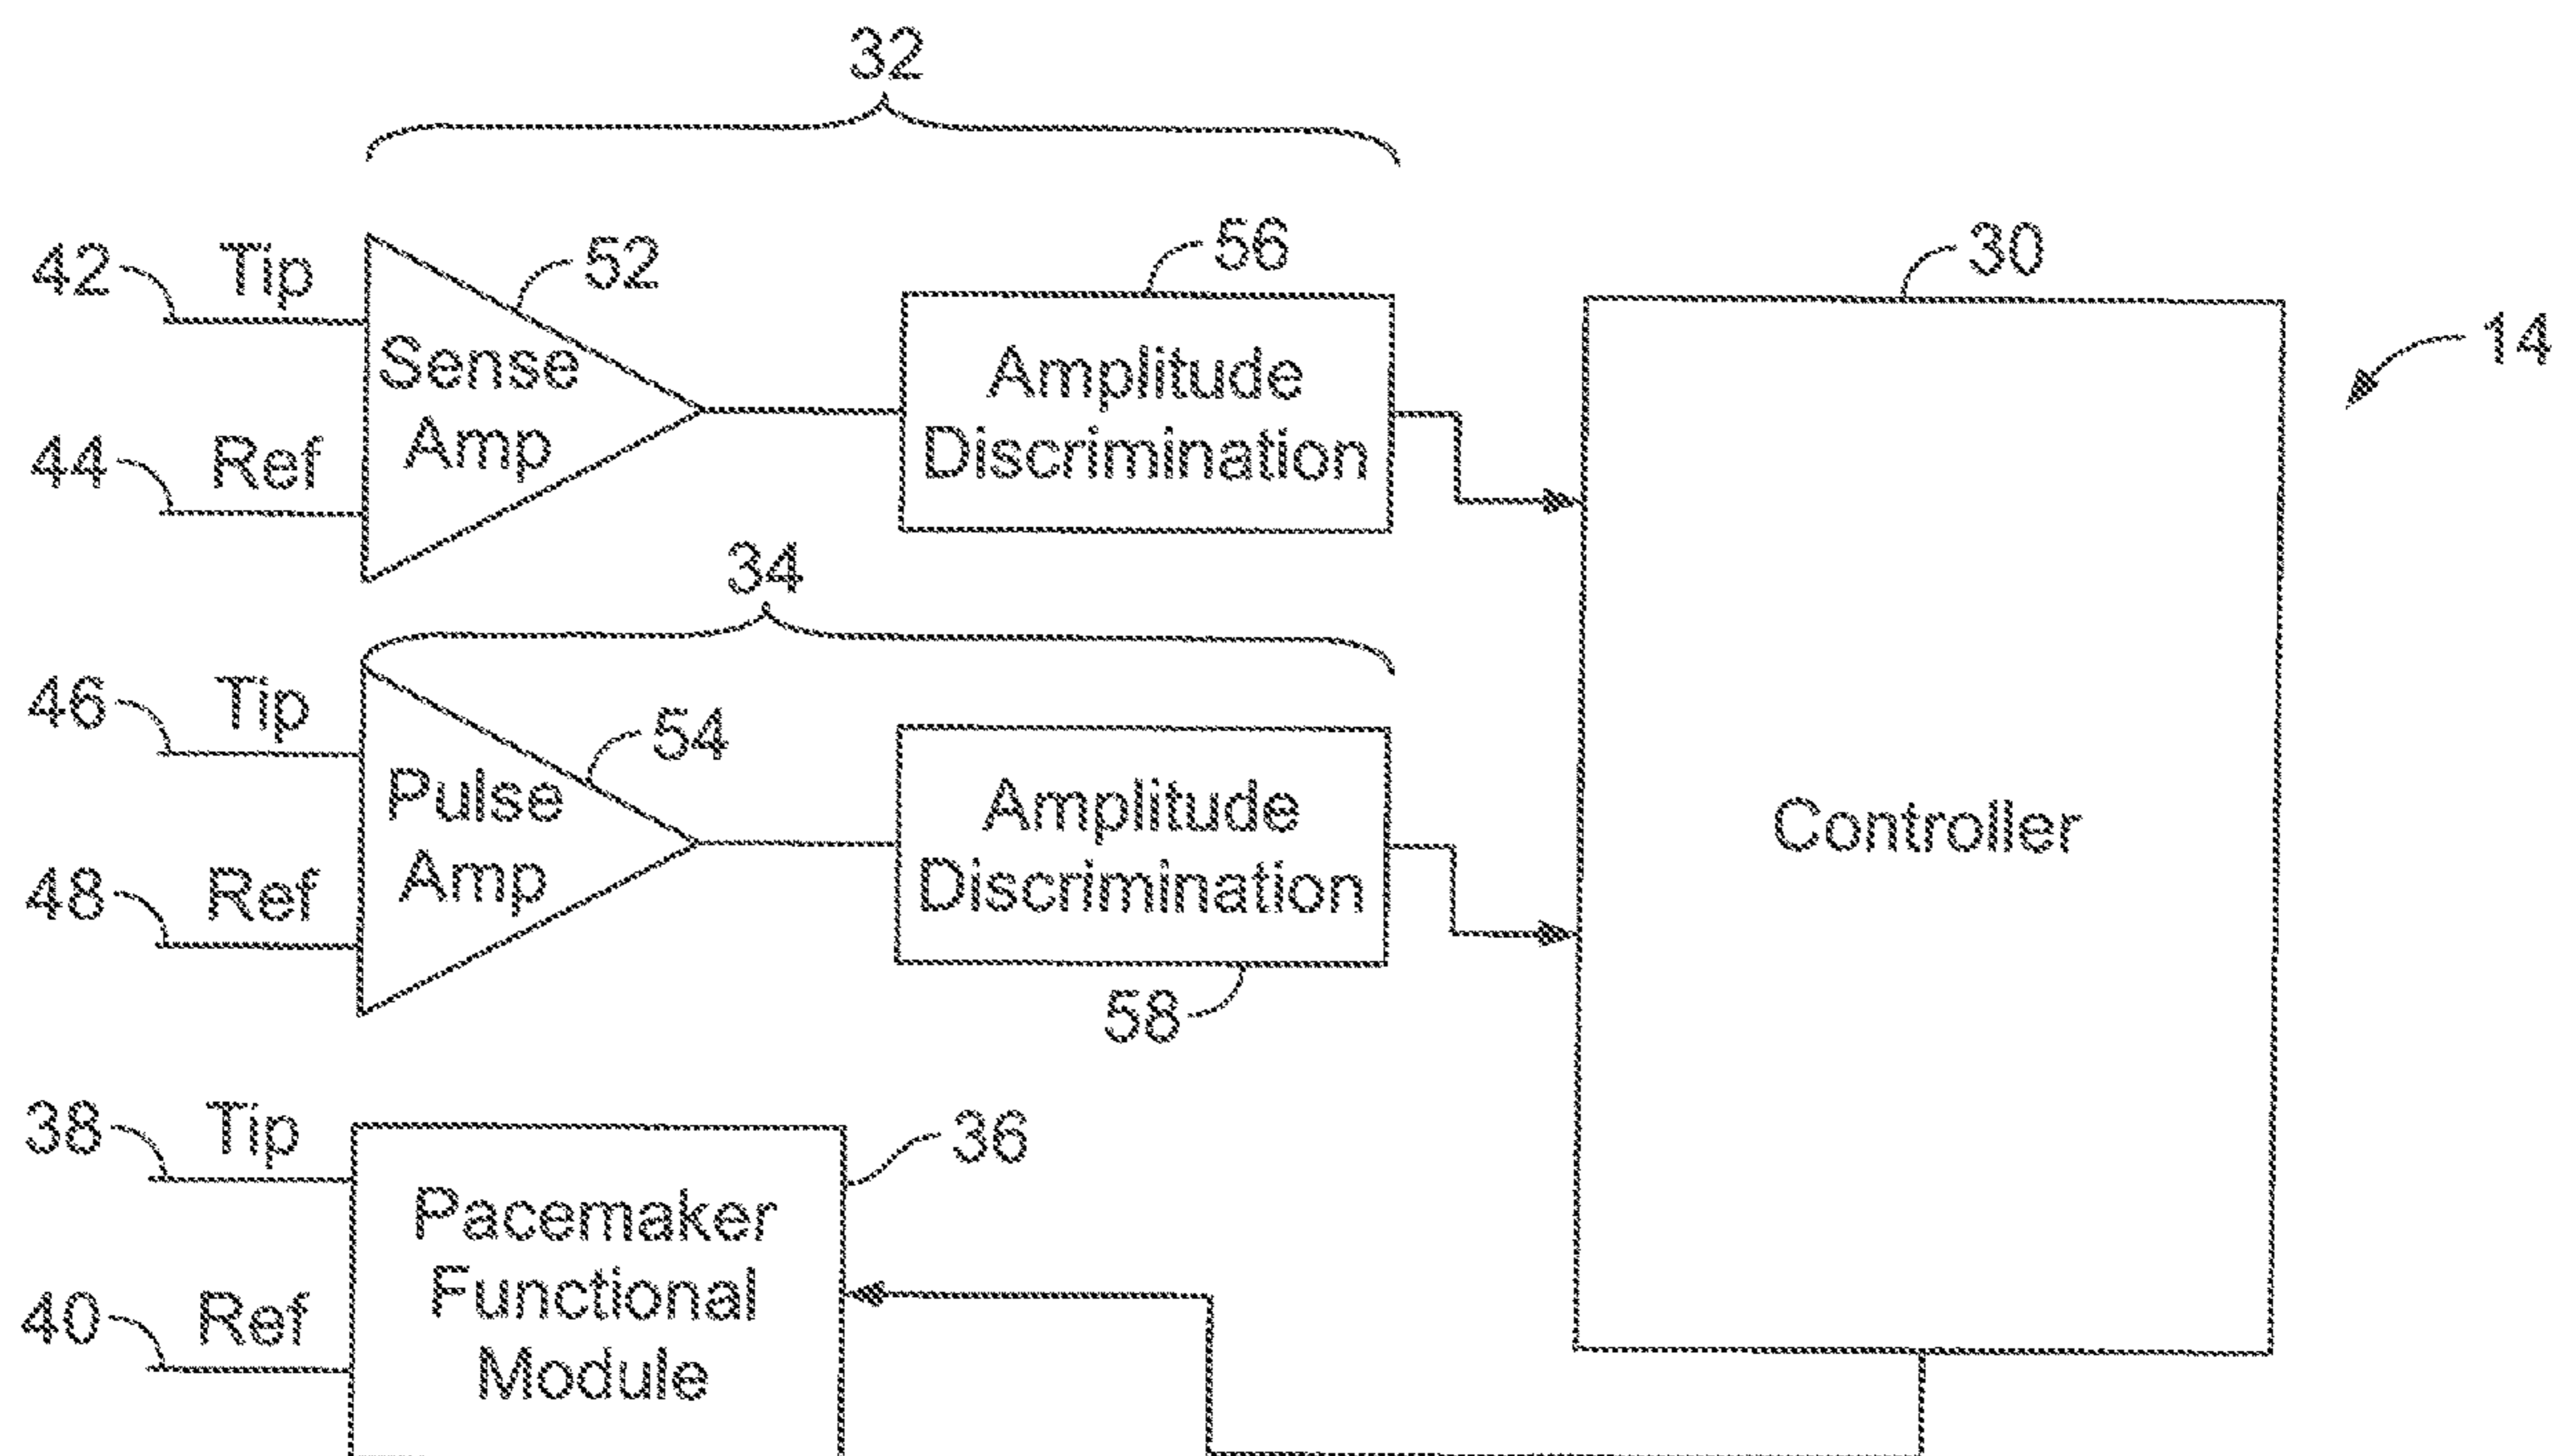 32
42 Tip 52 56 30
Sense
Amp
Amplitude
Discrimination
14
44 Ref
34
46 Tip 54
Pulse
Amp
Amplitude
Discrimination
Controller
48 Ref
58
38 Tip 36
Pacemaker
Functional
Module
40 Ref